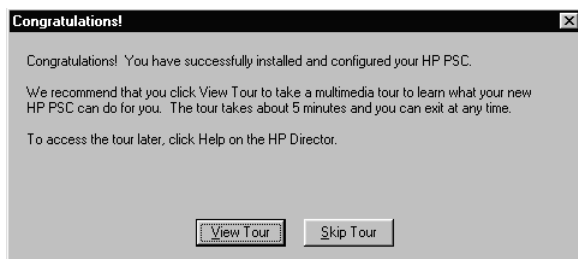 Congratulations!
Congratulations! You have successfully installed and configured your HP PSC.
We recommend that you click View Tour to take a multimedia tour to learn what your new
HP PSC can do for you. The tour takes about 5 minutes and you can exit at any time.
To access the tour later, click Help on the HP Director.
View Tour
Skip Tour